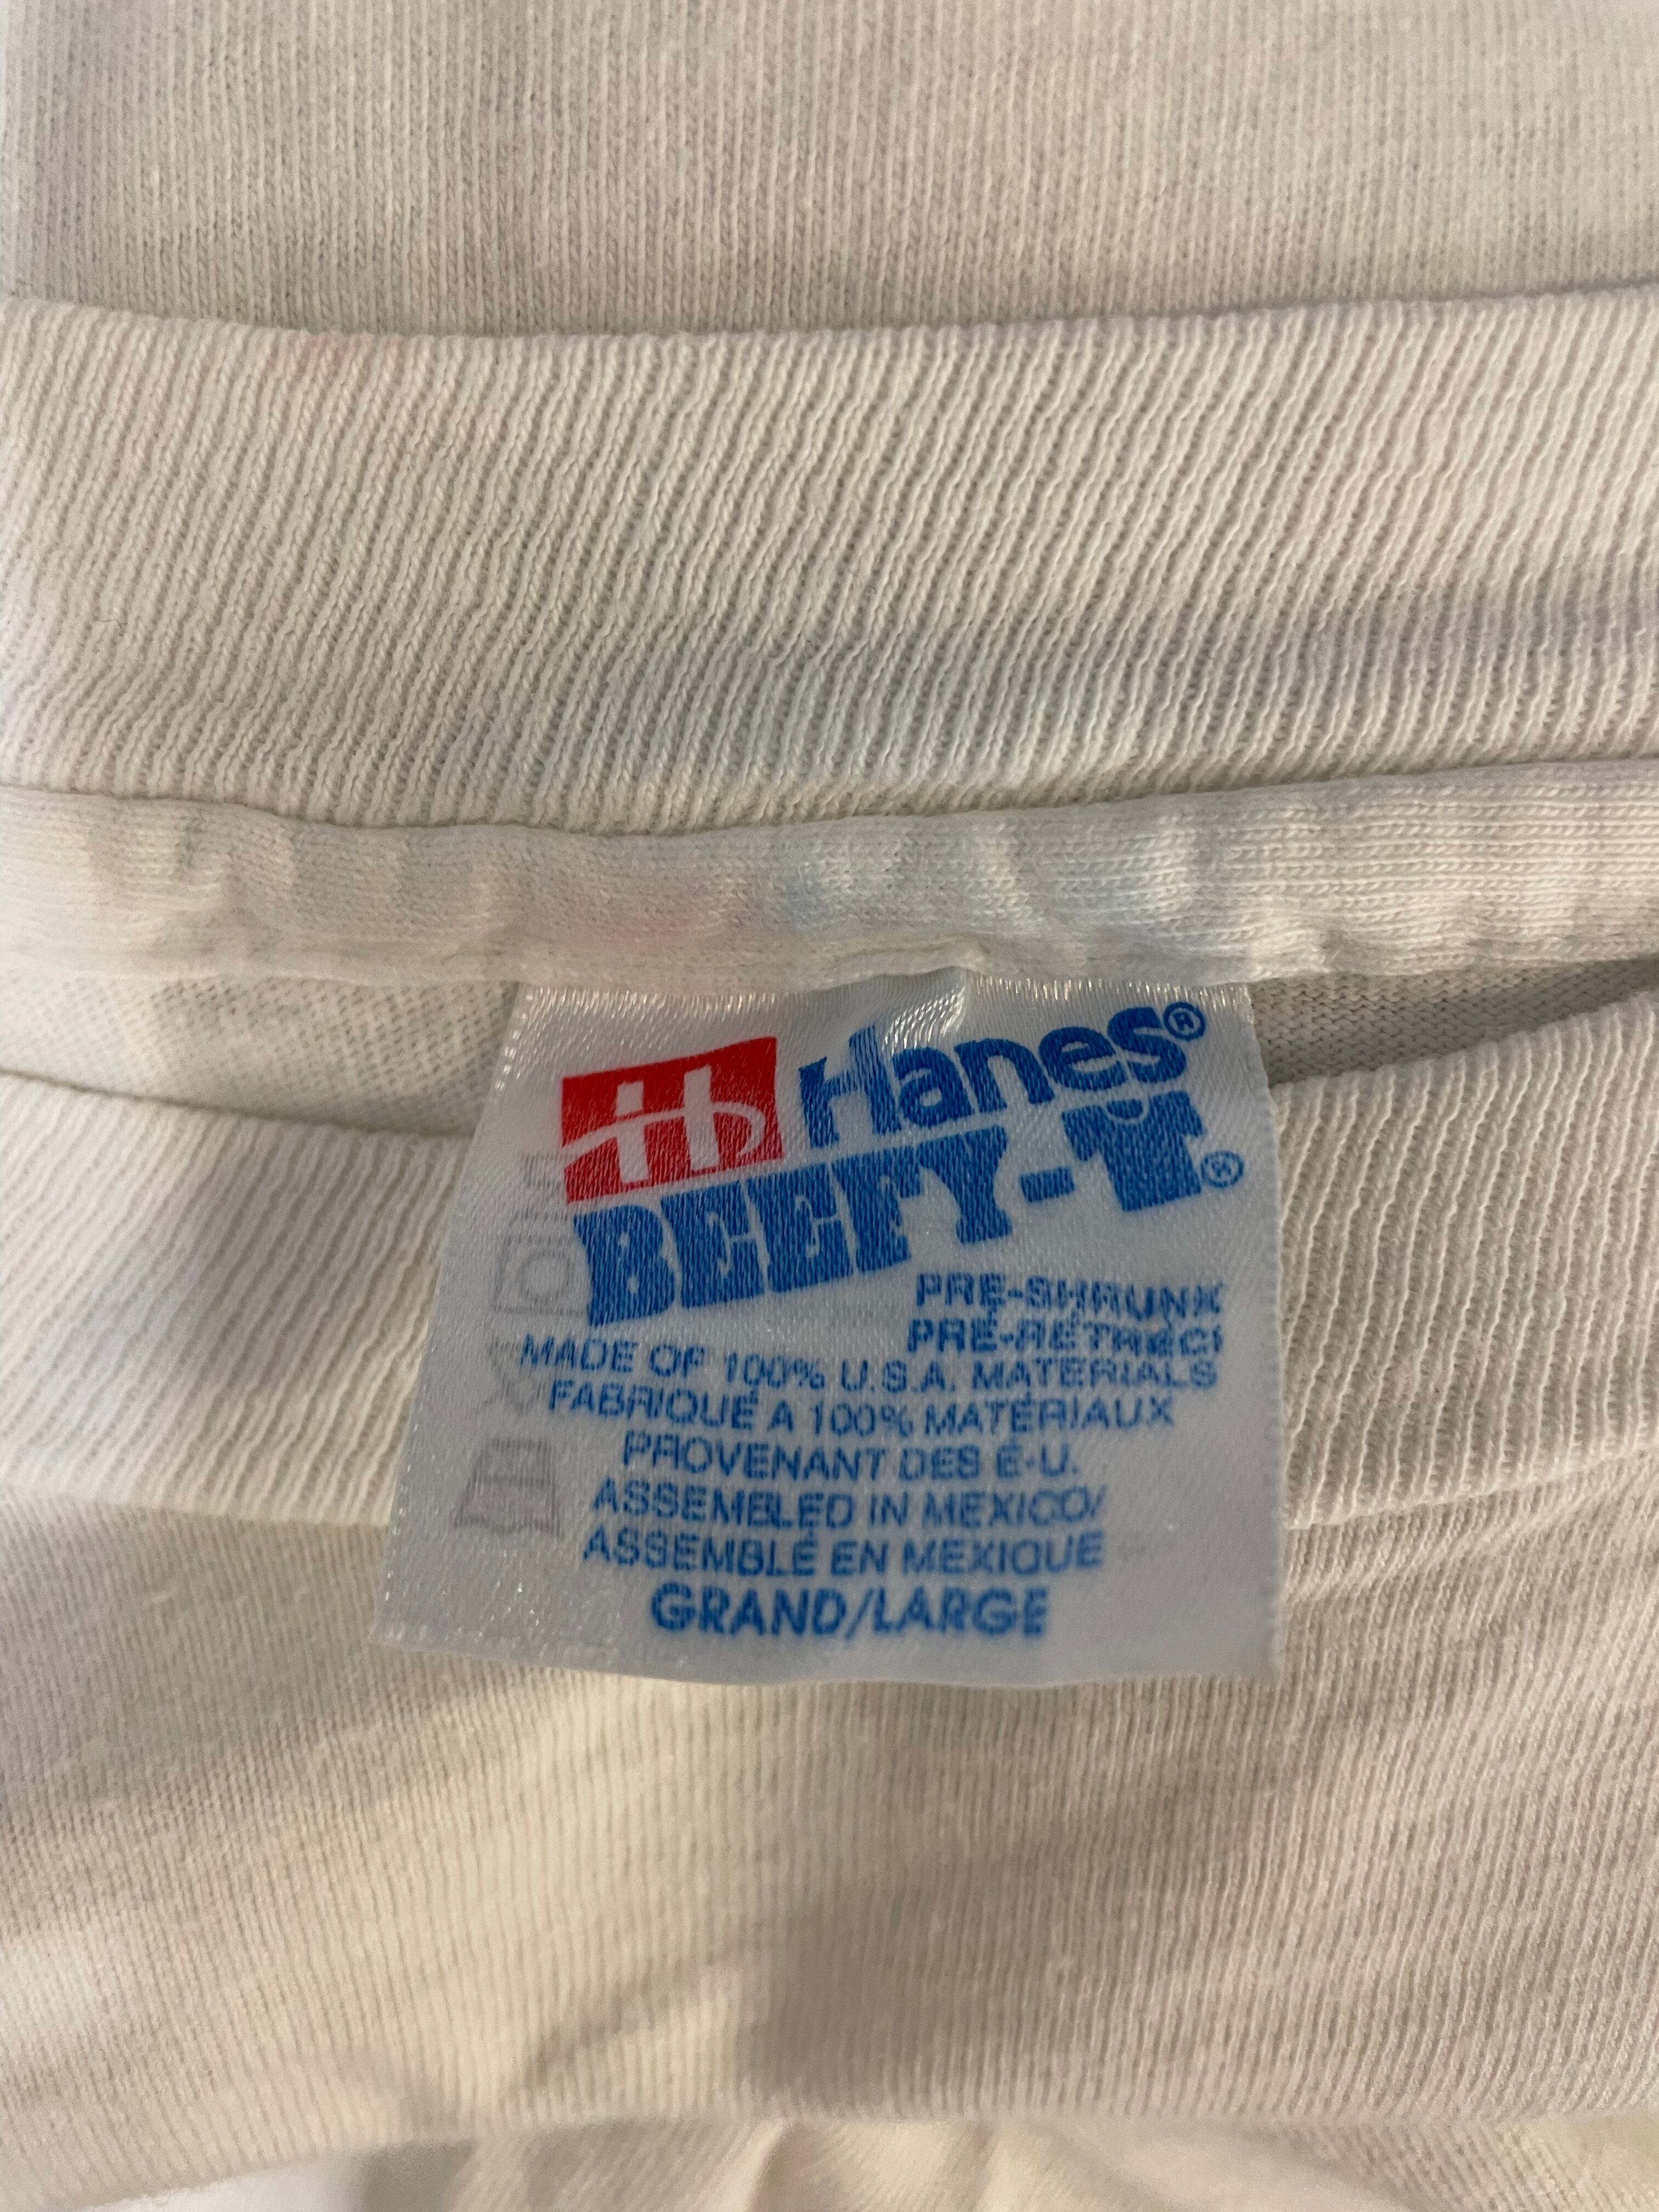 Hanes®
BEEFY-T®
PRE-SHRUNK
PRÉ-RÉTRÉCI
MADE OF 100% U.S.A. MATERIALS
FABRIQUÉ A 100% MATÉRIAUX
PROVENANT DES É-U.
ASSEMBLED IN MEXICO/
ASSEMBLÉ EN MEXIQUE
GRAND/LARGE